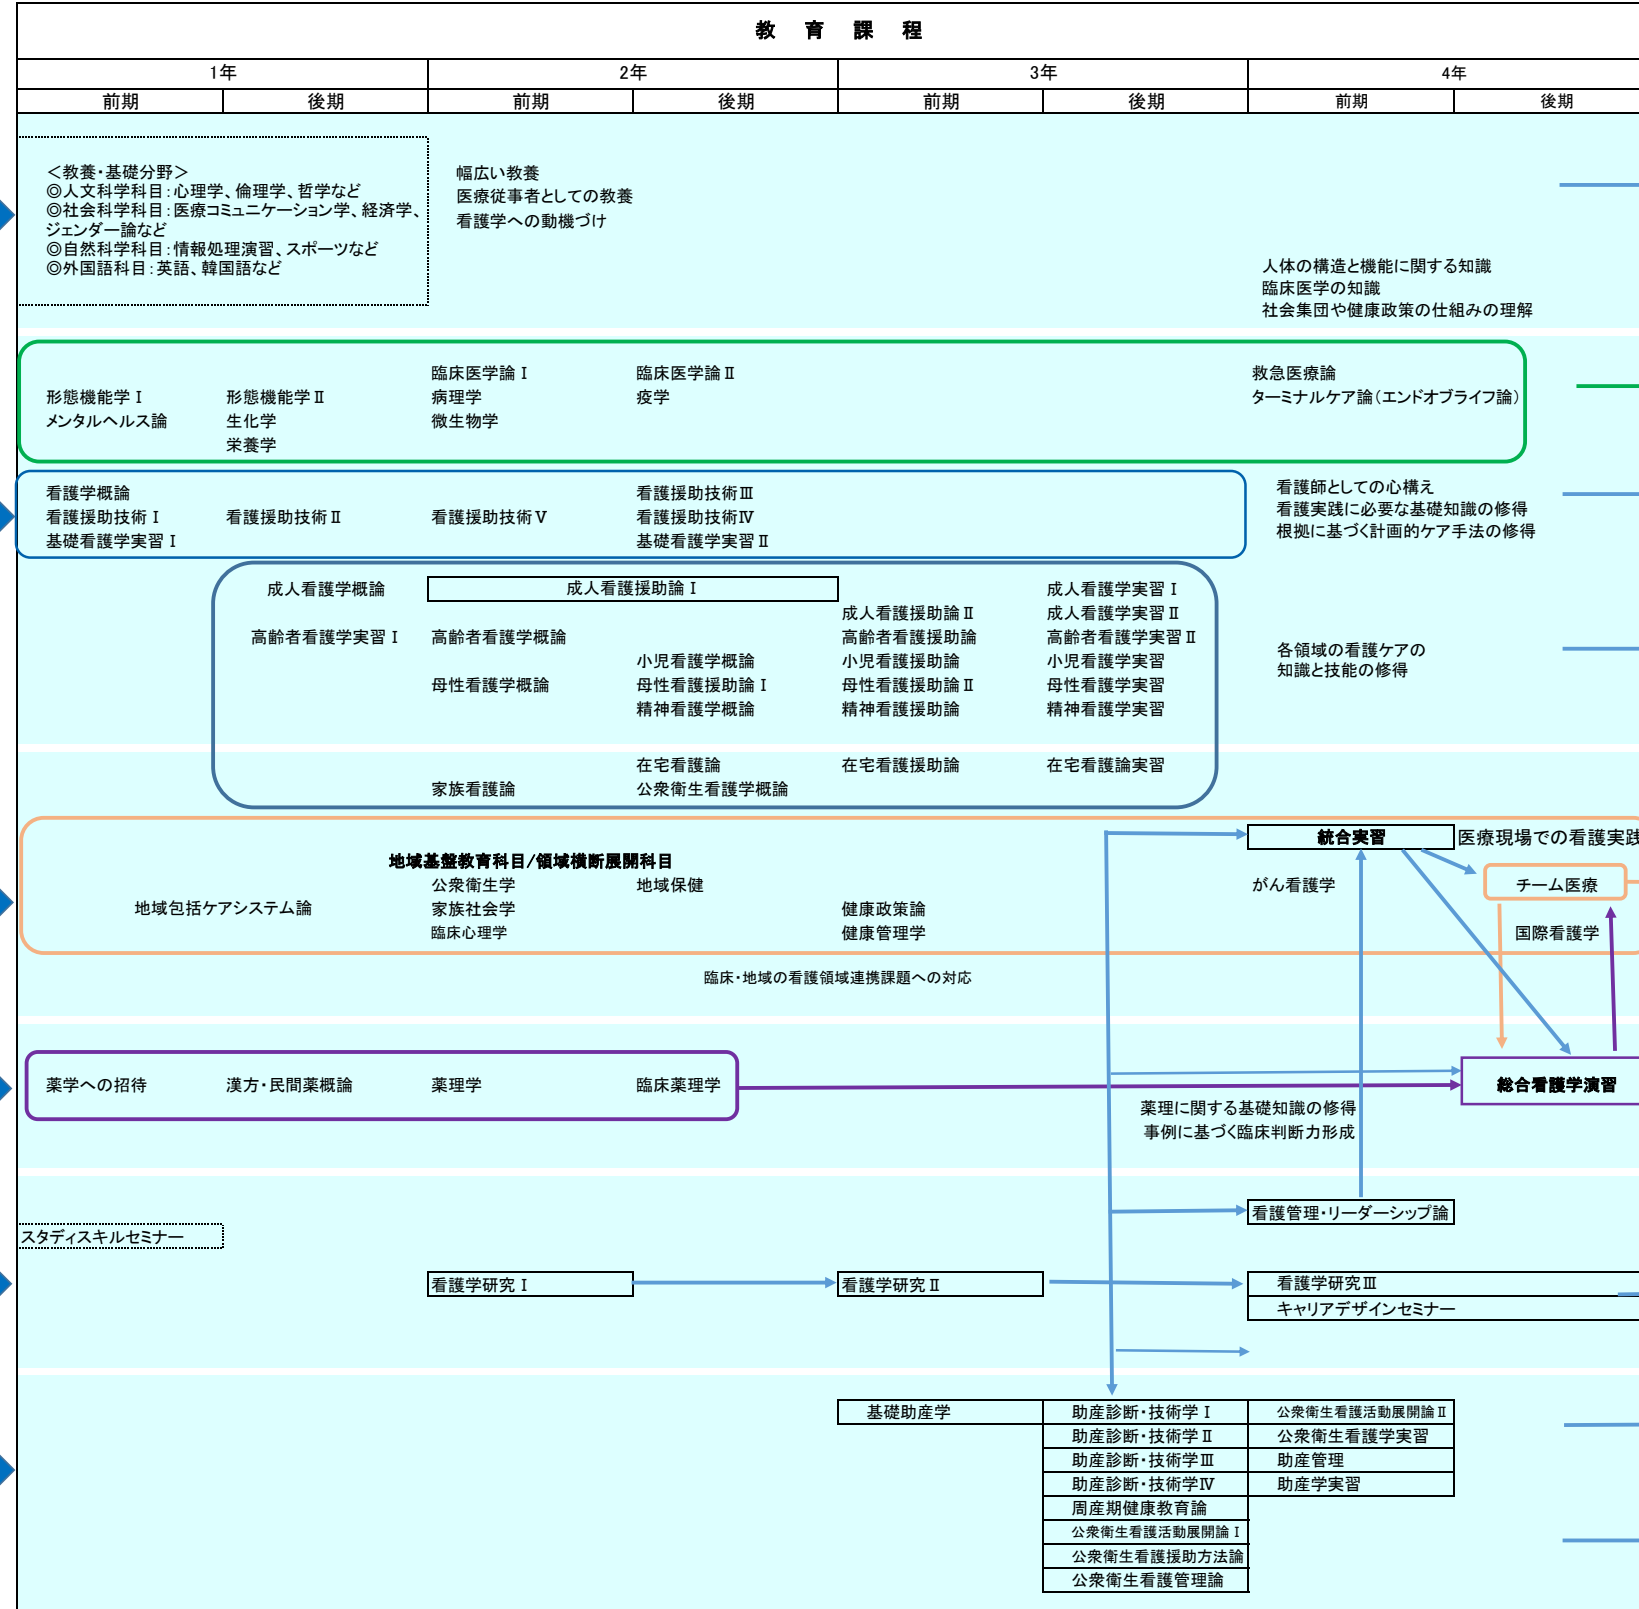 教 育 課 程
1年 2年 3年 4年
前期 後期 前期 後期 前期 後期 前期 後期
＜教養・基礎分野＞
◎人文科学科目：心理学、倫理学、哲学など
◎社会科学科目：医療コミュニケーション学、経済学、
ジェンダー論など
◎自然科学科目：情報処理演習、スポーツなど
◎外国語科目：英語、韓国語など
幅広い教養
医療従事者としての教養
看護学への動機づけ
人体の構造と機能に関する知識
臨床医学の知識
社会集団や健康政策の仕組みの理解
臨床医学論Ⅰ 臨床医学論Ⅱ 救急医療論
形態機能学Ⅰ 形態機能学Ⅱ 病理学 疫学 ターミナルケア論（エンドオブライフ論）
メンタルヘルス論 生化学 微生物学
栄養学
看護学概論 看護援助技術Ⅲ
看護援助技術Ⅰ 看護援助技術Ⅱ 看護援助技術Ⅴ 看護援助技術Ⅳ
基礎看護学実習Ⅰ 基礎看護学実習Ⅱ
看護師としての心構え
看護実践に必要な基礎知識の修得
根拠に基づく計画的ケア手法の修得
成人看護学概論 成人看護援助論Ⅰ 成人看護学実習Ⅰ
成人看護援助論Ⅱ 成人看護学実習Ⅱ
高齢者看護学実習Ⅰ 高齢者看護学概論 高齢者看護援助論 高齢者看護学実習Ⅱ
小児看護学概論 小児看護援助論 小児看護学実習
母性看護学概論 母性看護援助論Ⅰ 母性看護援助論Ⅱ 母性看護学実習
精神看護学概論 精神看護援助論 精神看護学実習
各領域の看護ケアの
知識と技能の修得
在宅看護論 在宅看護援助論 在宅看護論実習
家族看護論 公衆衛生看護学概論
統合実習 医療現場での看護実践
地域基盤教育科目/領域横断展開科目
公衆衛生学 地域保健 がん看護学 チーム医療
地域包括ケアシステム論 家族社会学 健康政策論
臨床心理学 健康管理学 国際看護学
臨床・地域の看護領域連携課題への対応
薬学への招待 漢方・民間薬概論 薬理学 臨床薬理学 総合看護学演習
薬理に関する基礎知識の修得
事例に基づく臨床判断力形成
看護管理・リーダーシップ論
スタディスキルセミナー
看護学研究Ⅰ 看護学研究Ⅱ 看護学研究Ⅲ
キャリアデザインセミナー
基礎助産学 助産診断・技術学Ⅰ 公衆衛生看護活動展開論Ⅱ
助産診断・技術学Ⅱ 公衆衛生看護学実習
助産診断・技術学Ⅲ 助産管理
助産診断・技術学Ⅳ 助産学実習
周産期健康教育論
公衆衛生看護活動展開論Ⅰ
公衆衛生看護援助方法論
公衆衛生看護管理論